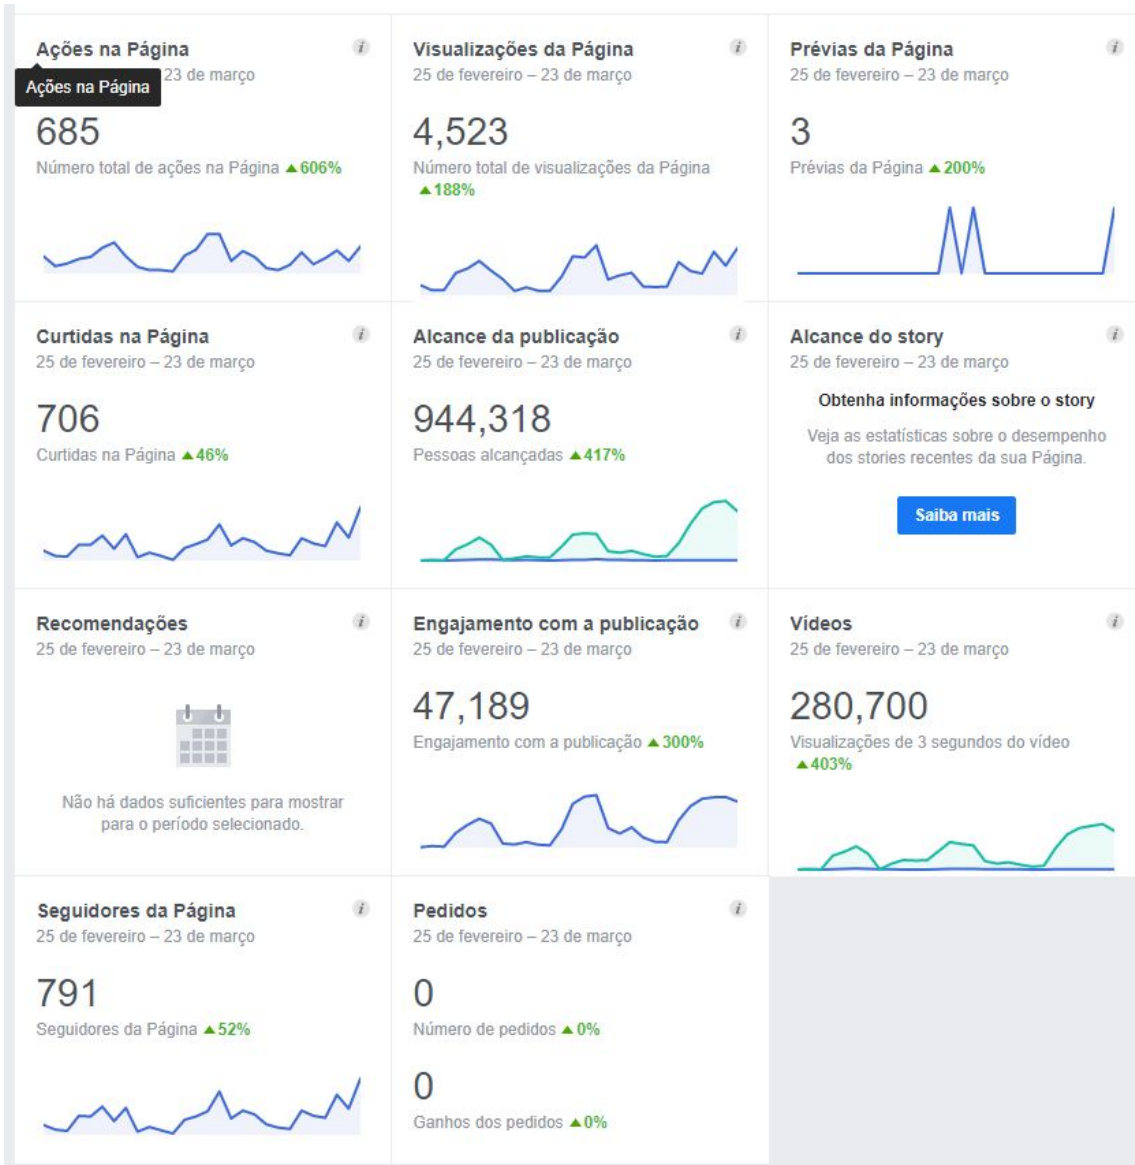 Ações na Página
23 de março
Ações na Página
685
Número total de ações na Página ▲606%
Visualizações da Página
25 de fevereiro – 23 de março
4,523
Número total de visualizações da Página
▲188%
Prévias da Página
25 de fevereiro – 23 de março
3
Prévias da Página ▲200%
Curtidas na Página
25 de fevereiro – 23 de março
706
Curtidas na Página ▲46%
Alcance da publicação
25 de fevereiro – 23 de março
944,318
Pessoas alcançadas ▲417%
Alcance do story
25 de fevereiro – 23 de março
Obtenha informações sobre o story
Veja as estatísticas sobre o desempenho
dos stories recentes da sua Página.
Saiba mais
Recomendações
25 de fevereiro – 23 de março
Não há dados suficientes para mostrar
para o período selecionado.
Engajamento com a publicação
25 de fevereiro – 23 de março
47,189
Engajamento com a publicação ▲300%
Vídeos
25 de fevereiro – 23 de março
280,700
Visualizações de 3 segundos do vídeo
▲403%
Seguidores da Página
25 de fevereiro – 23 de março
791
Seguidores da Página ▲52%
Pedidos
25 de fevereiro – 23 de março
0
Número de pedidos ▲0%
0
Ganhos dos pedidos ▲0%